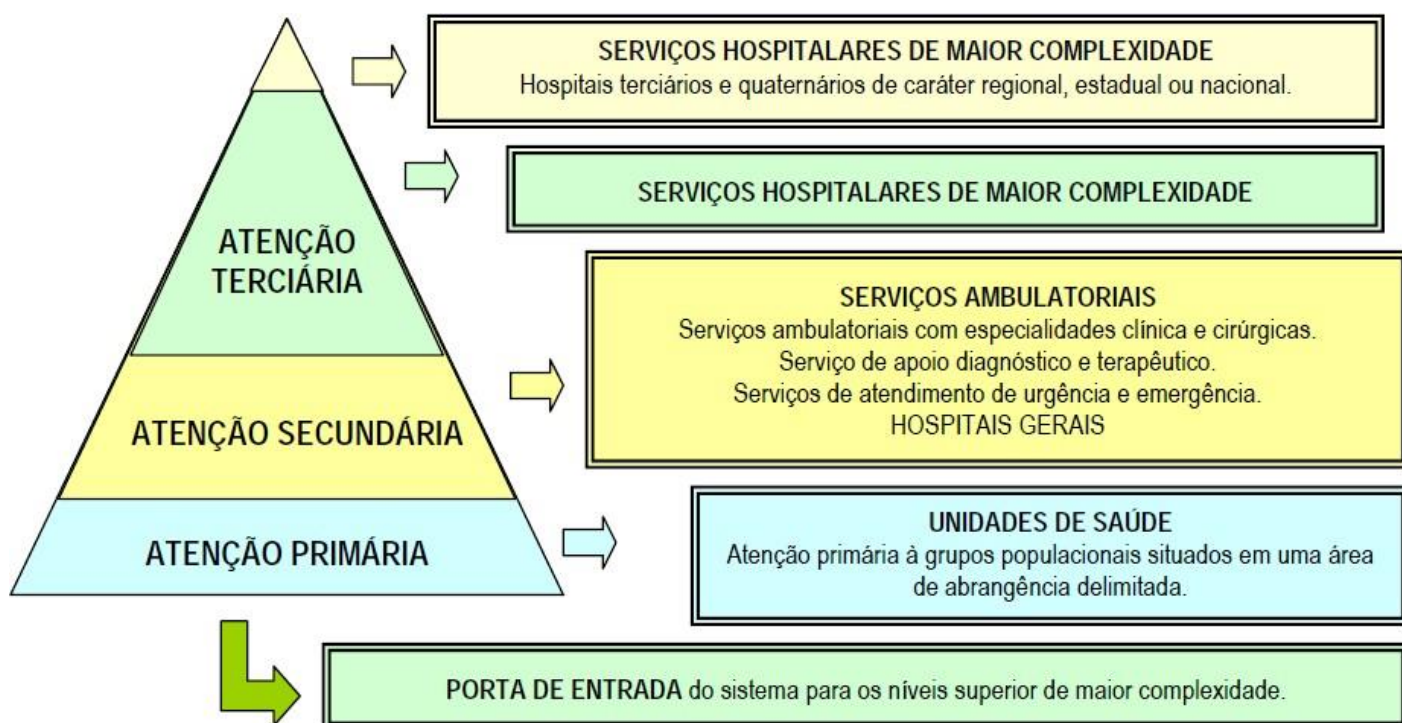 SERVIÇOS HOSPITALARES DE MAIOR COMPLEXIDADE
Hospitais terciários e quaternários de caráter regional, estadual ou nacional.
SERVIÇOS HOSPITALARES DE MAIOR COMPLEXIDADE
ATENÇÃO
TERCIÁRIA
SERVIÇOS AMBULATORIAIS
Serviços ambulatoriais com especialidades clínica e cirúrgicas.
Serviço de apoio diagnóstico e terapêutico.
Serviços de atendimento de urgência e emergência.
HOSPITAIS GERAIS
ATENÇÃO SECUNDÁRIA
UNIDADES DE SAÚDE
Atenção primária à grupos populacionais situados em uma área
de abrangência delimitada.
ATENÇÃO PRIMÁRIA
PORTA DE ENTRADA do sistema para os níveis superior de maior complexidade.